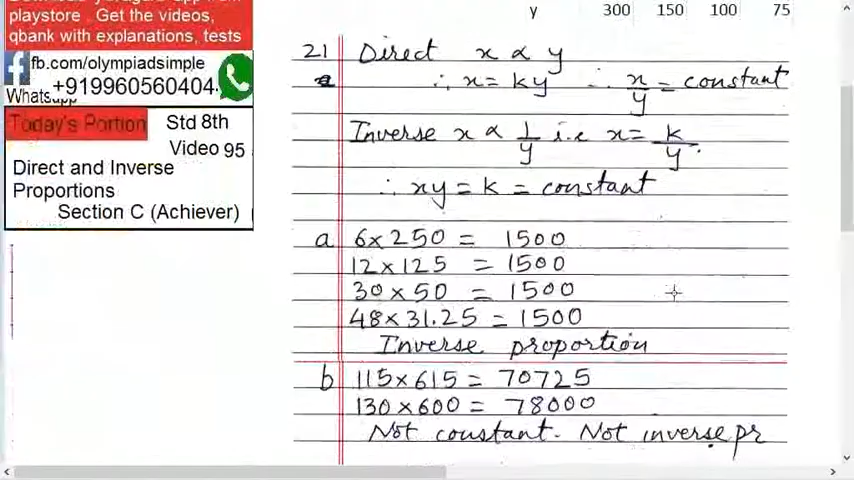 playstore . Get the videos,
qbank with explanations, tests
fb.com/olympiadsimple
+919960560404
Today's Portion
Std 8th
Video 95
Direct and Inverse
Proportions
Section C (Achiever)
y 300 150 100 75
21 Direct x ∝ y
∴ x = ky ∴ x/y = constant
Inverse x ∝ 1/y i.e x = k/y.
∴ xy = k = constant
a 6 x 250 = 1500
12 x 125 = 1500
30 x 50 = 1500
48 x 31.25 = 1500
Inverse proportion
b 115 x 615 = 70725
130 x 600 = 78000
Not constant. Not inverse pr